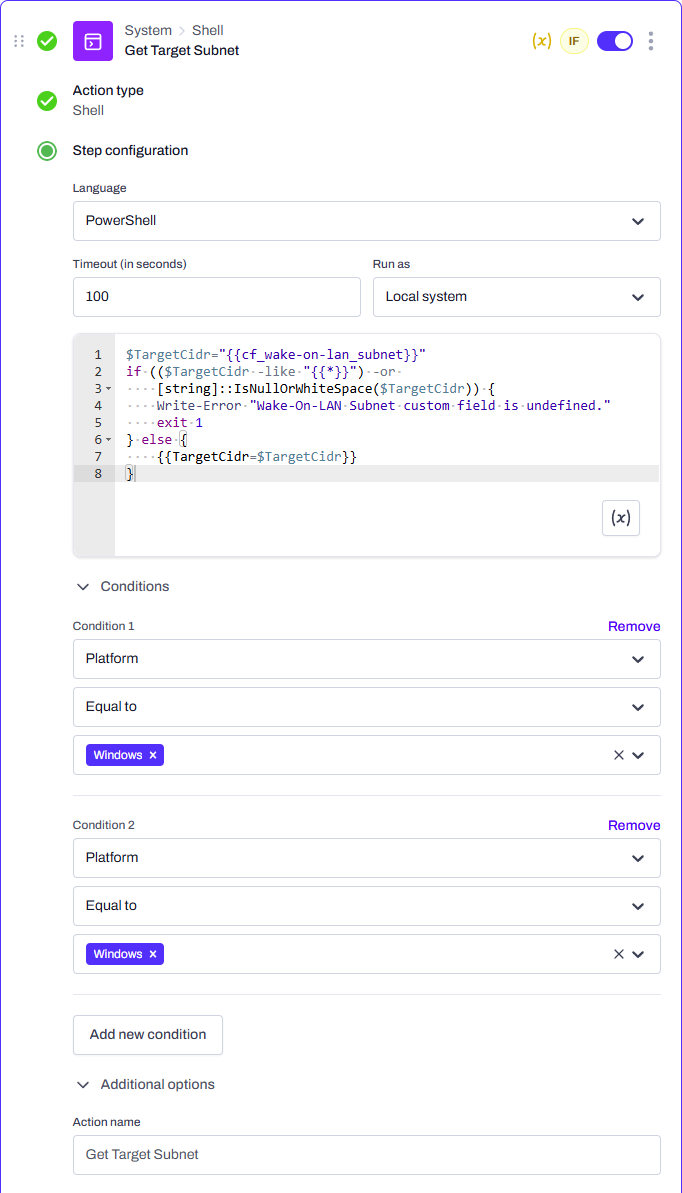 System > Shell
Get Target Subnet
(x) IF
Action type
Shell
Step configuration
Language
PowerShell
Timeout (in seconds) Run as
100 Local system
1 $TargetCidr="{{cf_wake-on-lan_subnet}}"
2 if (($TargetCidr -like "{{*}}") -or
3 [string]::IsNullOrWhiteSpace($TargetCidr)) {
4 Write-Error "Wake-On-LAN Subnet custom field is undefined."
5 exit 1
6 } else {
7 {{TargetCidr=$TargetCidr}}
8 }
(x)
Conditions
Condition 1 Remove
Platform
Equal to
Windows ×
Condition 2 Remove
Platform
Equal to
Windows ×
Add new condition
Additional options
Action name
Get Target Subnet